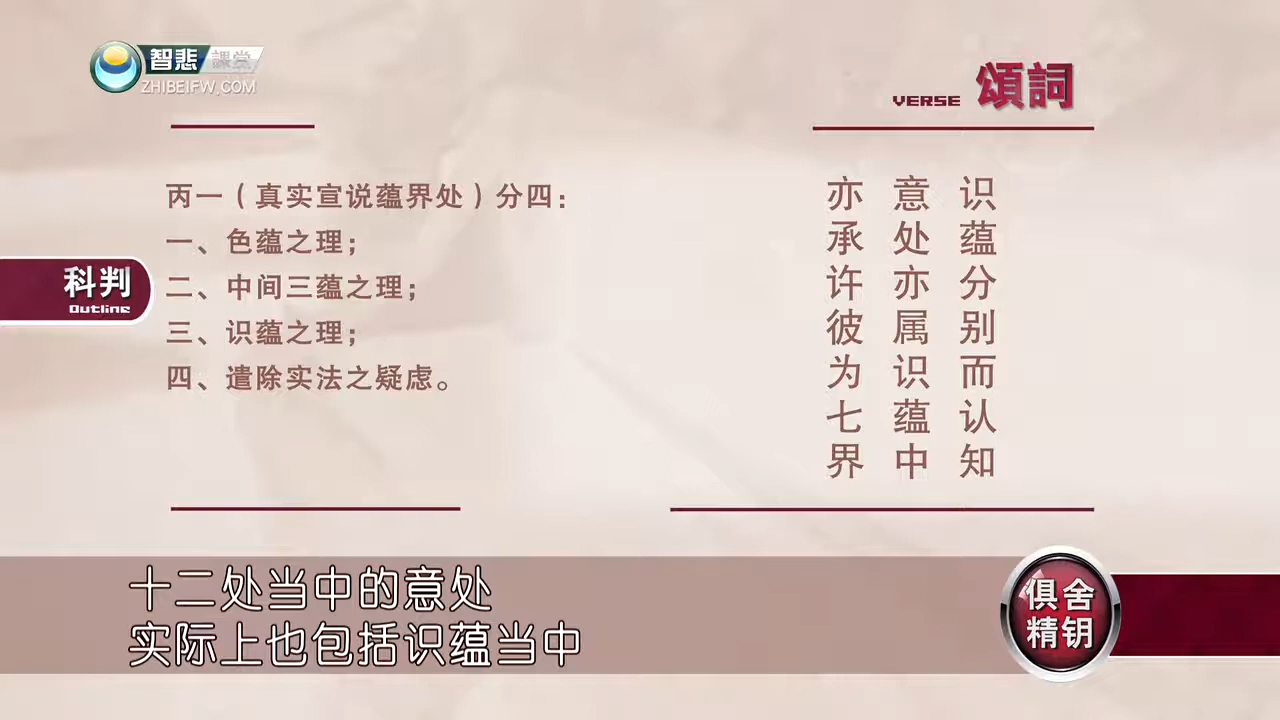 智悲課堂
ZHIBEIFW.COM
VERSE 頌詞
丙一（真实宣说蕴界处）分四：
一、色蕴之理；
二、中间三蕴之理；
三、识蕴之理；
四、遣除实法之疑虑。
科判
Outline
识蕴分别而认知
意处亦属识蕴中
亦承许彼为七界
十二处当中的意处
实际上也包括识蕴当中
俱舍
精钥